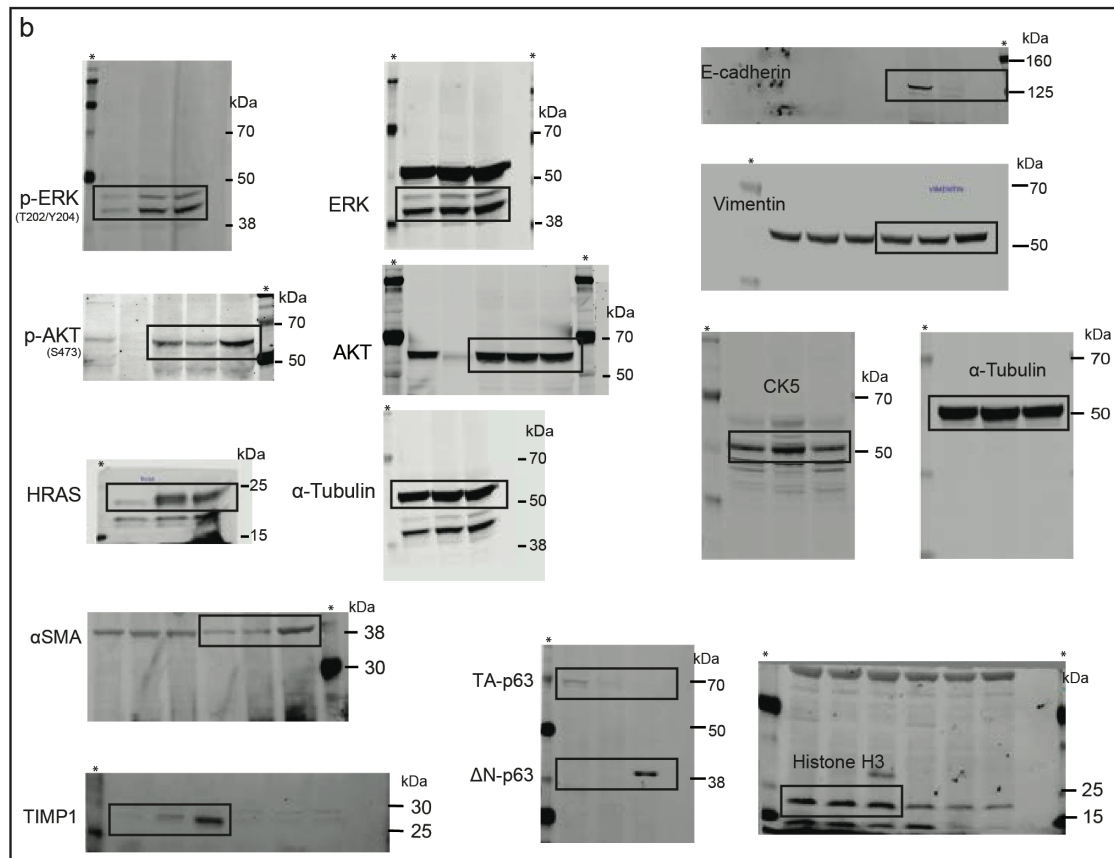 b
*
kDa
70
50
38
p-ERK
(T202/Y204)
*
*
kDa
70
50
38
ERK
*
kDa
160
125
E-cadherin
*
kDa
70
50
VIMENTIN
Vimentin
*
kDa
70
50
p-AKT
(S473)
*
*
kDa
70
50
AKT
*
kDa
70
50
CK5
*
kDa
70
50
α-Tubulin
*
kDa
25
15
HRAS
*
kDa
70
50
38
α-Tubulin
*
kDa
38
30
αSMA
*
kDa
70
50
38
TA-p63
ΔN-p63
*
*
kDa
25
15
Histone H3
*
kDa
30
25
TIMP1